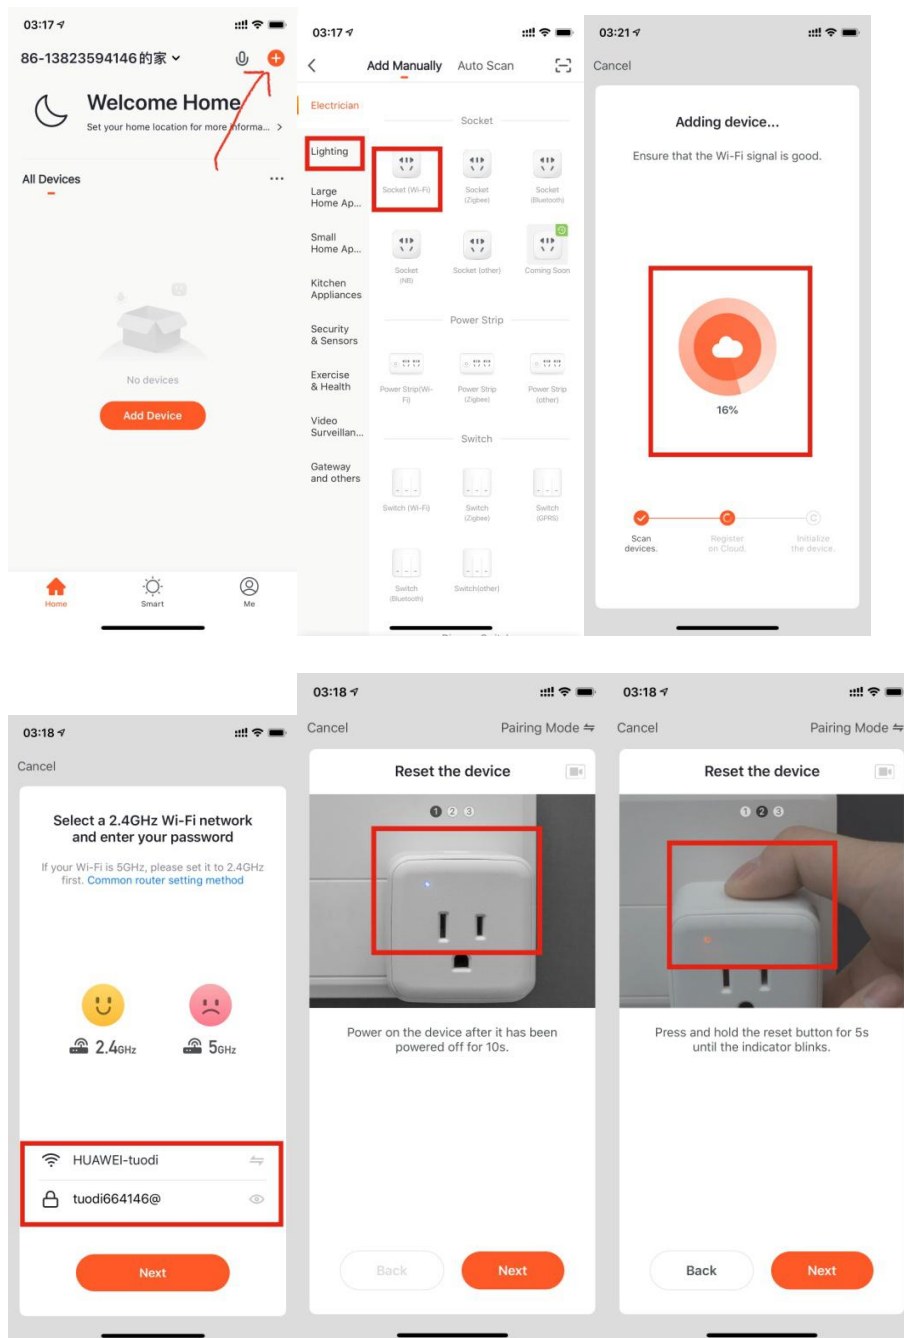 03:17
86-13823594146的家
Welcome Home
Set your home location for more informa... >
All Devices
...
No devices
Add Device
Home
Smart
Me
03:17
Add Manually
Auto Scan
Electrician
Lighting
Large
Home Ap...
Small
Home Ap...
Kitchen
Appliances
Security
& Sensors
Exercise
& Health
Video
Surveillan...
Gateway
and others
Socket
Socket (Wi-Fi)
Socket
(Zigbee)
Socket
(Bluetooth)
Socket
(NB)
Socket (other)
Coming Soon
Power Strip
Power Strip(Wi-
Fi)
Power Strip
(Zigbee)
Power Strip
(other)
Switch
Switch (Wi-Fi)
Switch
(Zigbee)
Switch
(GPRS)
Switch
(Bluetooth)
Switch(other)
03:21
Cancel
Adding device...
Ensure that the Wi-Fi signal is good.
16%
Scan
devices.
Register
on Cloud.
Initialize
the device.
03:18
Cancel
Select a 2.4GHz Wi-Fi network
and enter your password
If your Wi-Fi is 5GHz, please set it to 2.4GHz
first. Common router setting method
2.4GHz
5GHz
HUAWEI-tuodi
tuodi664146@
Next
03:18
Cancel
Pairing Mode
Reset the device
1 2 3
Power on the device after it has been
powered off for 10s.
Back
Next
03:18
Cancel
Pairing Mode
Reset the device
1 2 3
Press and hold the reset button for 5s
until the indicator blinks.
Back
Next